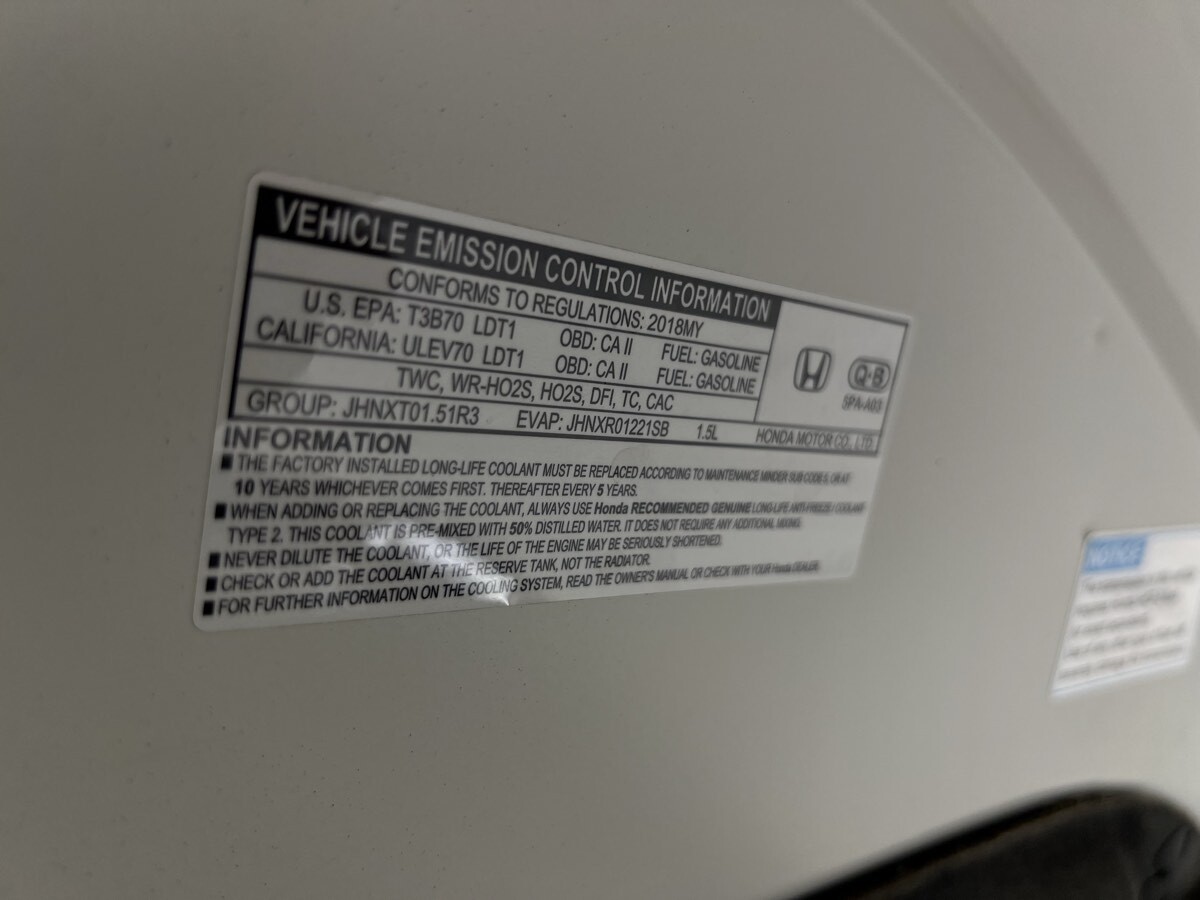 VEHICLE EMISSION CONTROL INFORMATION
CONFORMS TO REGULATIONS: 2018MY
U.S. EPA: T3B70 LDT1 OBD: CA II FUEL: GASOLINE
CALIFORNIA: ULEV70 LDT1 OBD: CA II FUEL: GASOLINE
TWC, WR-HO2S, HO2S, DFI, TC, CAC
Q·B
5PA-A03
GROUP: JHNXT01.51R3 EVAP: JHNXR01221SB 1.5L HONDA MOTOR CO., LTD.
INFORMATION
■ THE FACTORY INSTALLED LONG-LIFE COOLANT MUST BE REPLACED ACCORDING TO MAINTENANCE MINDER SUB CODE 5, OR AT
10 YEARS WHICHEVER COMES FIRST. THEREAFTER EVERY 5 YEARS.
■ WHEN ADDING OR REPLACING THE COOLANT, ALWAYS USE Honda RECOMMENDED GENUINE LONG-LIFE ANTI-FREEZE / COOLANT
TYPE 2. THIS COOLANT IS PRE-MIXED WITH 50% DISTILLED WATER. IT DOES NOT REQUIRE ANY ADDITIONAL MIXING.
■ NEVER DILUTE THE COOLANT, OR THE LIFE OF THE ENGINE MAY BE SERIOUSLY SHORTENED.
■ CHECK OR ADD THE COOLANT AT THE RESERVE TANK, NOT THE RADIATOR.
■ FOR FURTHER INFORMATION ON THE COOLING SYSTEM, READ THE OWNER'S MANUAL OR CHECK WITH YOUR Honda DEALER.
NOTICE